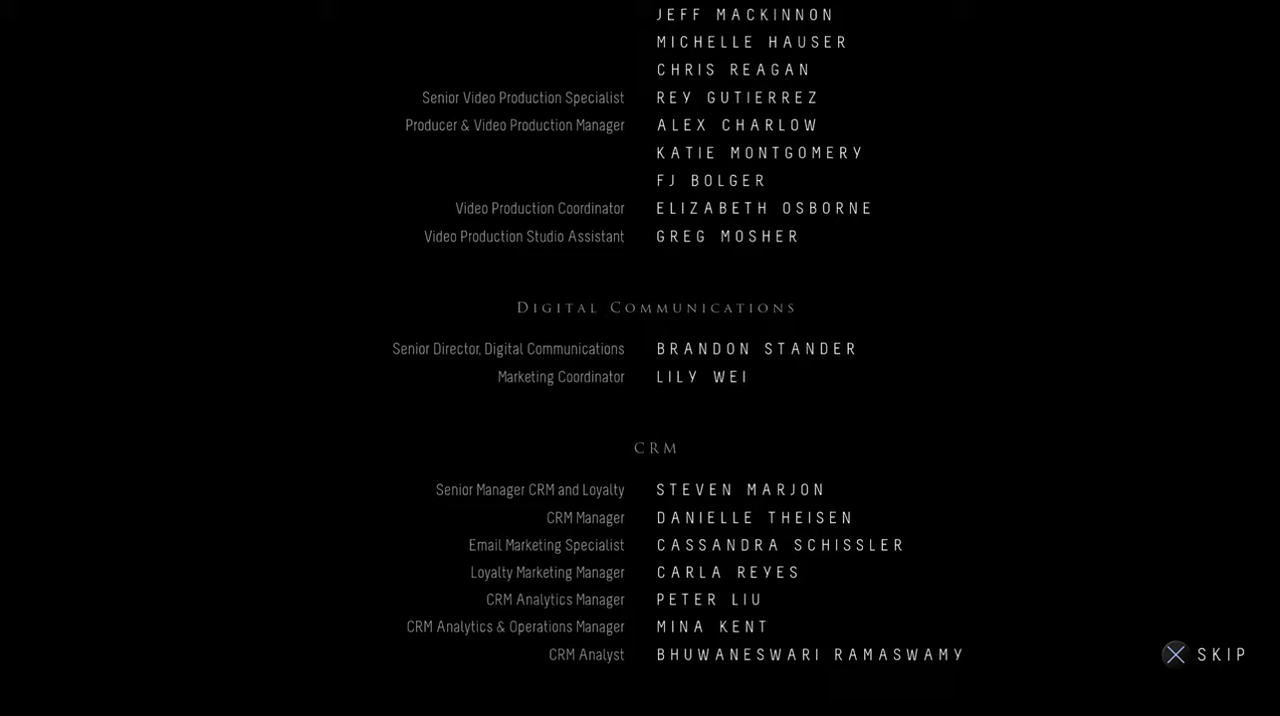 JEFF MACKINNON
MICHELLE HAUSER
CHRIS REAGAN
Senior Video Production Specialist REY GUTIERREZ
Producer & Video Production Manager ALEX CHARLOW
KATIE MONTGOMERY
FJ BOLGER
Video Production Coordinator ELIZABETH OSBORNE
Video Production Studio Assistant GREG MOSHER
DIGITAL COMMUNICATIONS
Senior Director, Digital Communications BRANDON STANDER
Marketing Coordinator LILY WEI
CRM
Senior Manager CRM and Loyalty STEVEN MARJON
CRM Manager DANIELLE THEISEN
Email Marketing Specialist CASSANDRA SCHISSLER
Loyalty Marketing Manager CARLA REYES
CRM Analytics Manager PETER LIU
CRM Analytics & Operations Manager MINA KENT
CRM Analyst BHUWANESWARI RAMASWAMY
SKIP